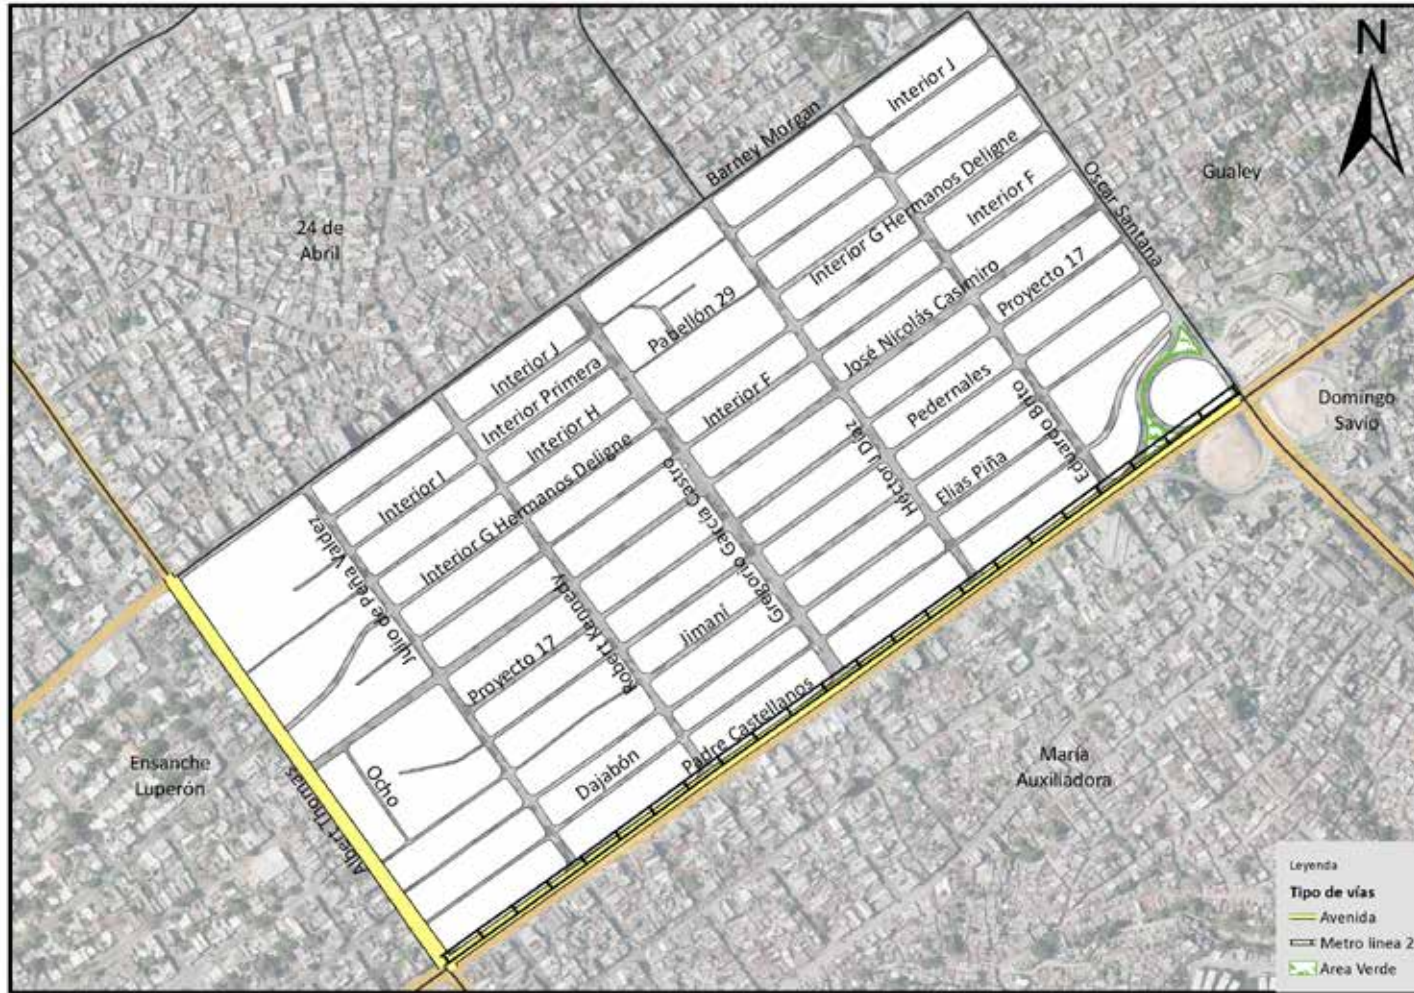 N
Interior J
Barney Morgan
Interior G Hermanos Deligne
Oscar Santana
Gualey
24 de
Abril
Interior F
Pabellón 29
José Nicolás Casimiro
Proyecto 17
Interior J
Interior Primera
Interior H
Interior F
Pedernales
Eduardo Brito
Domingo
Savio
Interior I
Interior G Hermanos Deligne
Gregorio García Castro
Héctor J Díaz
Elias Piña
Julio de Peña Valdez
Robert Kennedy
Jimaní
Proyecto 17
Padre Castellanos
Ensanche
Luperón
Ocho
Dajabón
María
Auxiliadora
Albert Thomas
Leyenda
Tipo de vías
Avenida
Metro linea 2
Area Verde